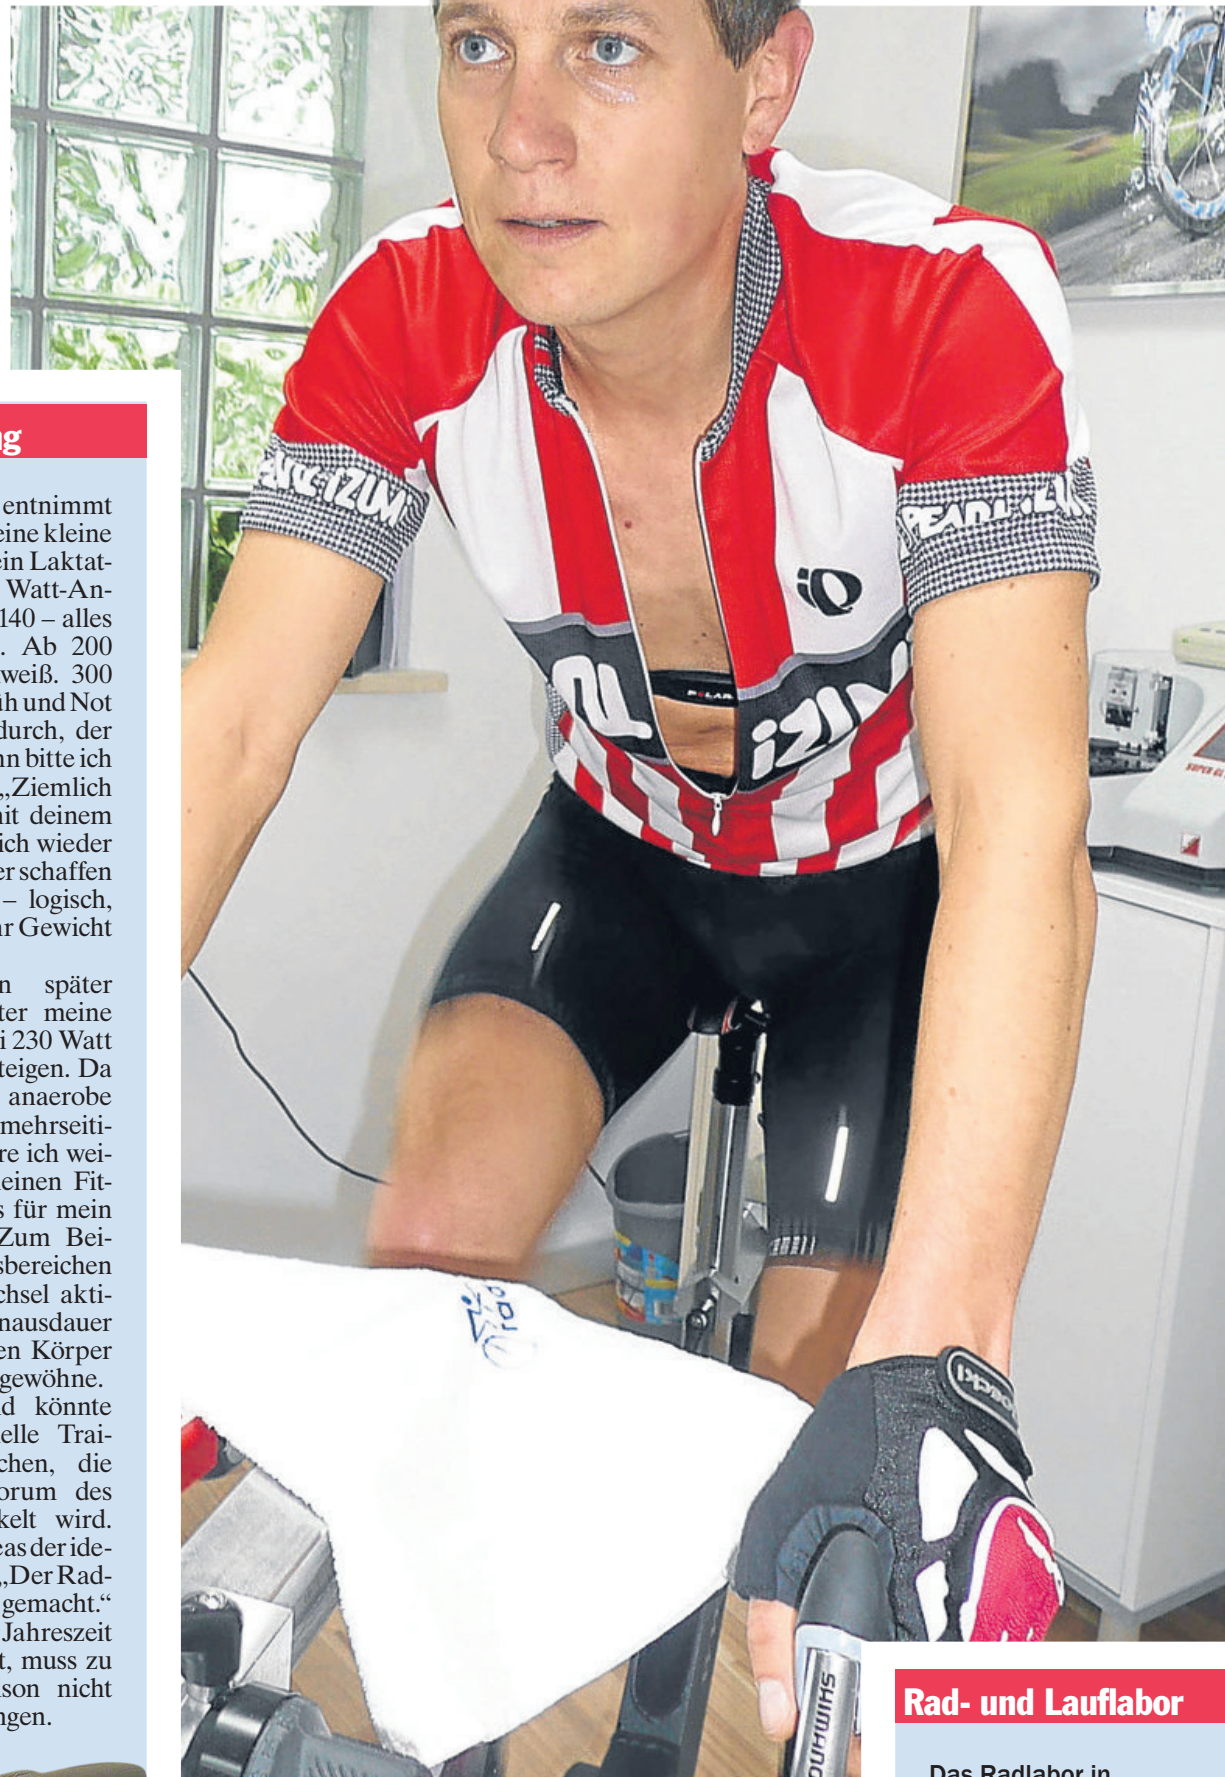 entnimmt
eine kleine
ein Laktat-
Watt-An-
140 – alles
. Ab 200
weiß. 300
üh und Not
durch, der
nn bitte ich
„Ziemlich
it deinem
ich wieder
er schaffen
– logisch,
hr Gewicht
n später
ter meine
i 230 Watt
teigen. Da
anaerobe
mehrseiti-
re ich wei-
einen Fit-
s für mein
Zum Bei-
sbereichen
chsel akti-
nausdauer
en Körper
gewöhne.
d könnte
elle Trai-
chen, die
orum des
kelt wird.
eas der ide-
„Der Rad-
gemacht.“
Jahreszeit
t, muss zu
son nicht
ngen.
PEARL IZUMI
IZUMI
POLAR
roeckl
SHIMANO
Rad- und Lauflabor
Das Radlabor in